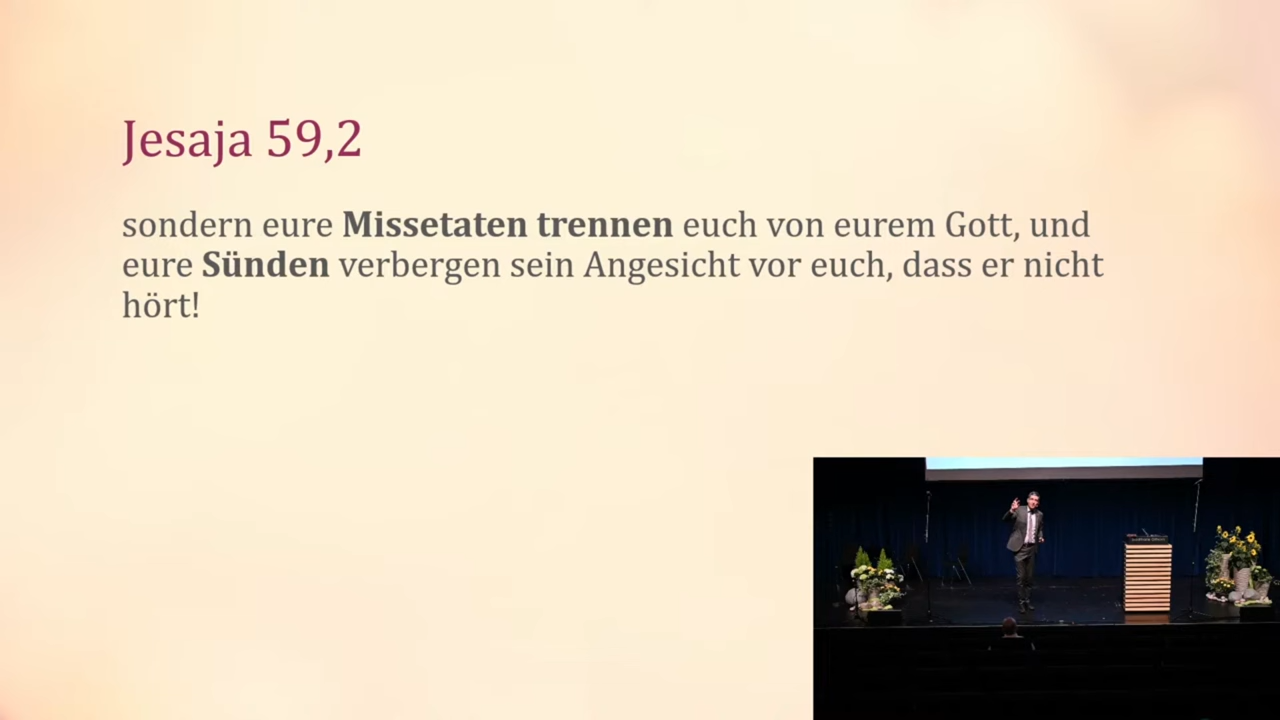 Jesaja 59,2
sondern eure Missetaten trennen euch von eurem Gott, und
eure Sünden verbergen sein Angesicht vor euch, dass er nicht
hört!